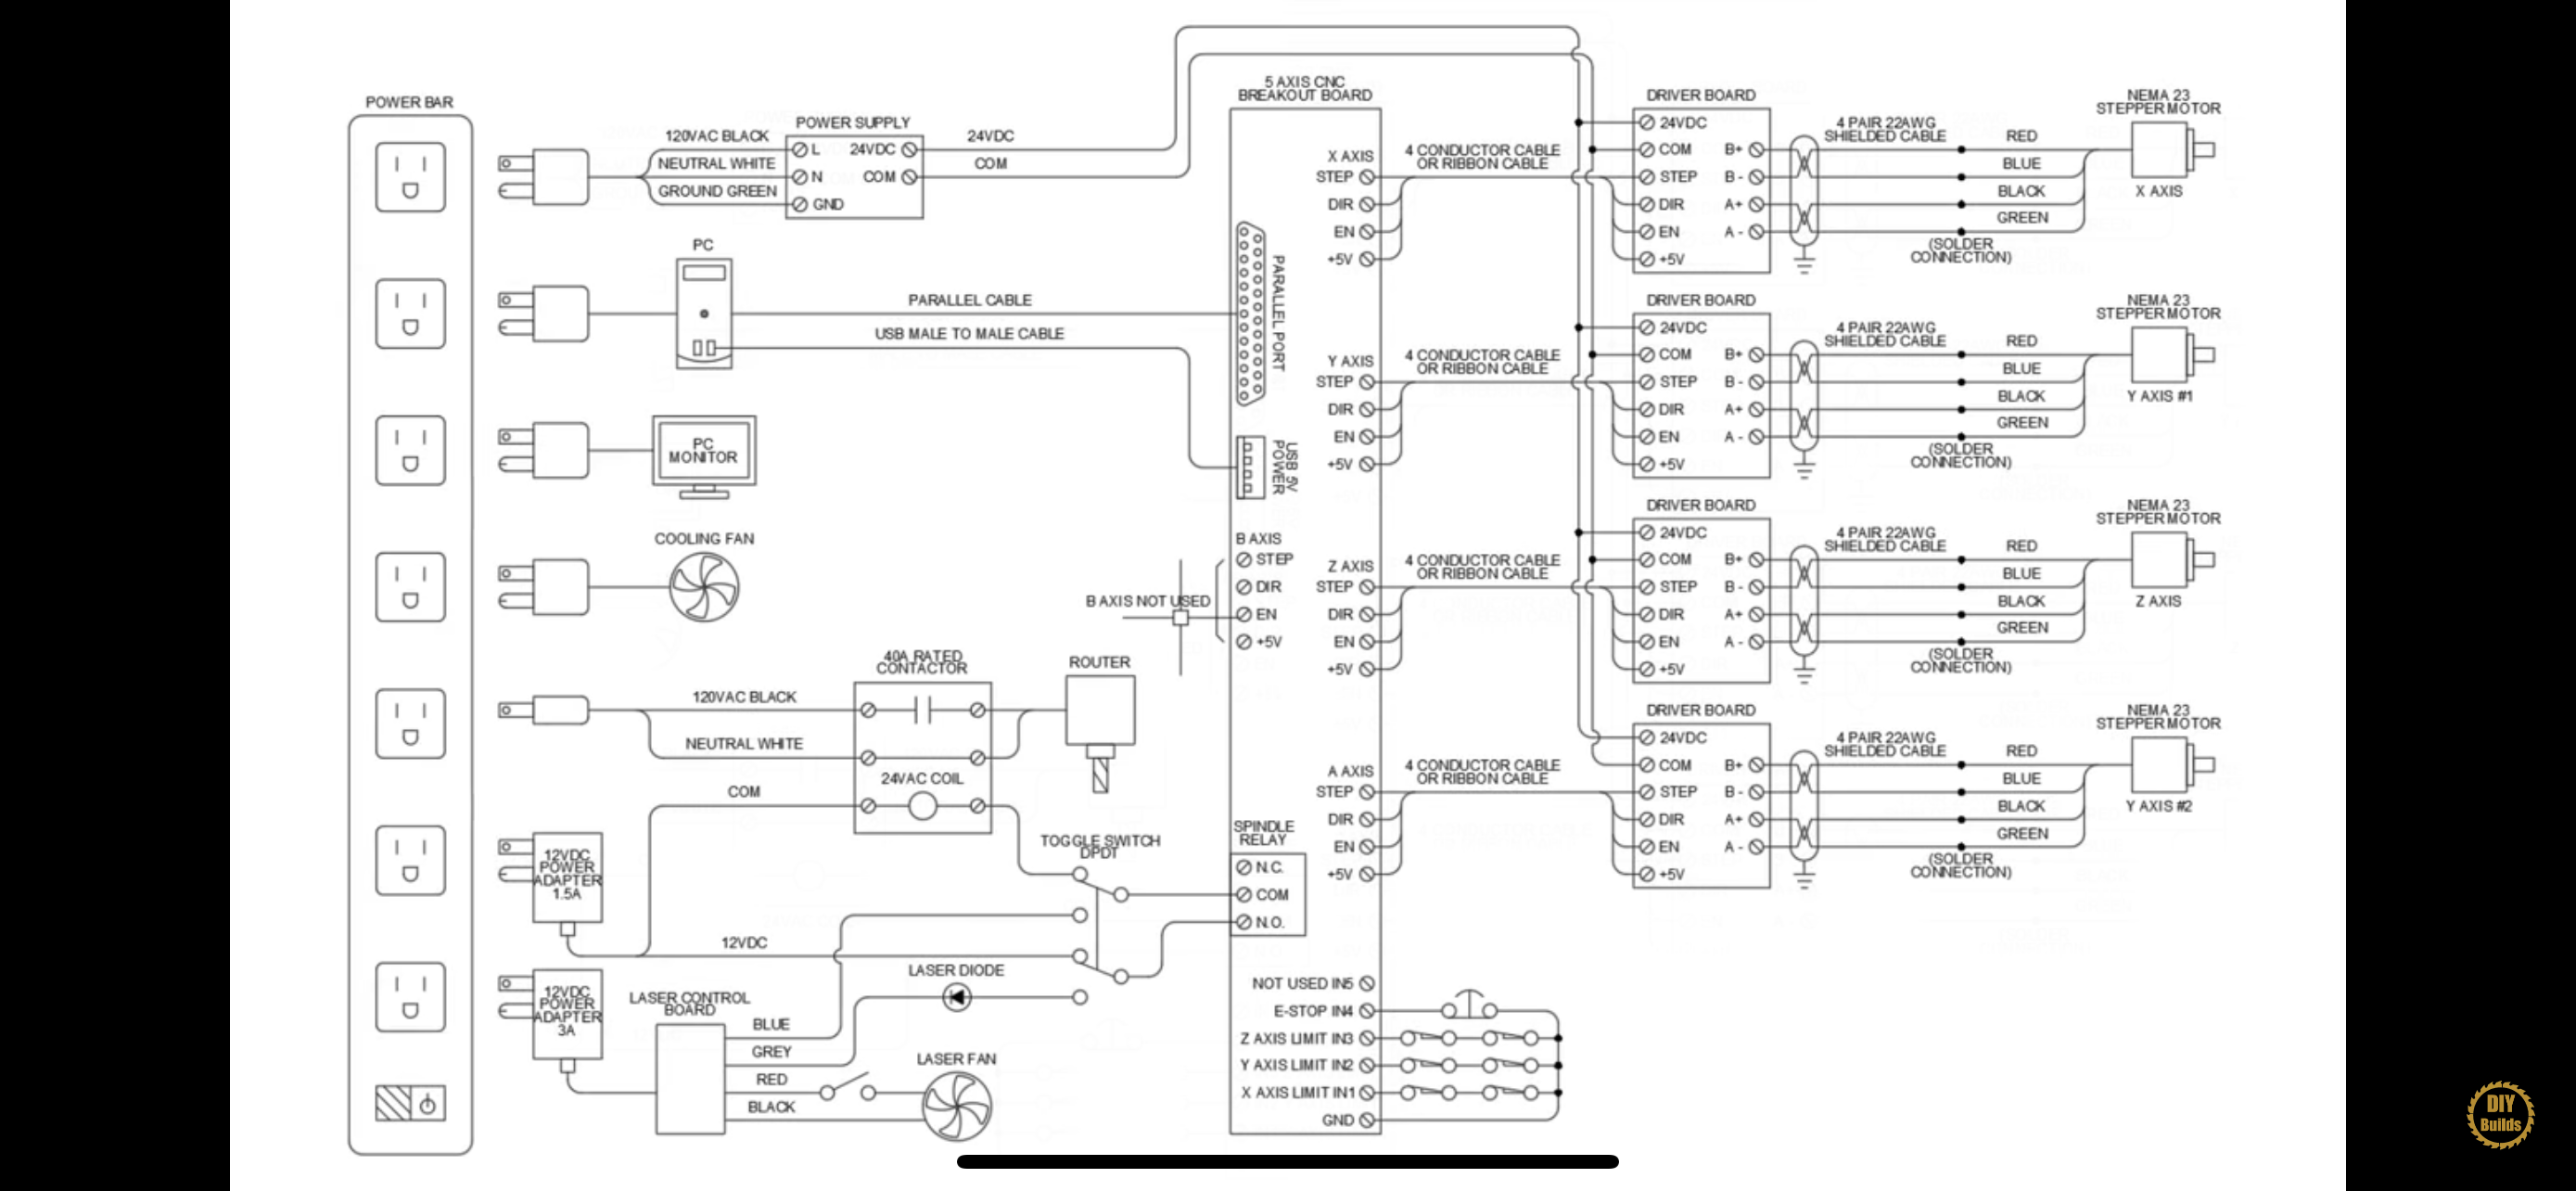 POWER BAR
120VAC BLACK
NEUTRAL WHITE
GROUND GREEN
POWER SUPPLY
L
N
GND
24VDC
COM
24VDC
COM
PC
PARALLEL CABLE
USB MALE TO MALE CABLE
PC
MONITOR
COOLING FAN
40A RATED
CONTACTOR
ROUTER
120VAC BLACK
NEUTRAL WHITE
24VAC COIL
COM
TOGGLE SWITCH
DPDT
12VDC
POWER
ADAPTER
1.5A
12VDC
12VDC
POWER
ADAPTER
3A
LASER CONTROL
BOARD
LASER DIODE
BLUE
GREY
RED
BLACK
LASER FAN
5 AXIS CNC
BREAKOUT BOARD
PARALLEL PORT
USB 5V
POWER
B AXIS
STEP
DIR
EN
+5V
B AXIS NOT USED
SPINDLE
RELAY
N.C.
COM
N.O.
X AXIS
STEP
DIR
EN
+5V
Y AXIS
STEP
DIR
EN
+5V
Z AXIS
STEP
DIR
EN
+5V
A AXIS
STEP
DIR
EN
+5V
NOT USED IN5
E-STOP IN4
Z AXIS LIMIT IN3
Y AXIS LIMIT IN2
X AXIS LIMIT IN1
GND
4 CONDUCTOR CABLE
OR RIBBON CABLE
DRIVER BOARD
24VDC
COM
STEP
DIR
EN
+5V
B+
B -
A+
A -
4 PAIR 22AWG
SHIELDED CABLE
RED
BLUE
BLACK
GREEN
(SOLDER
CONNECTION)
NEMA 23
STEPPER MOTOR
X AXIS
4 CONDUCTOR CABLE
OR RIBBON CABLE
DRIVER BOARD
24VDC
COM
STEP
DIR
EN
+5V
B+
B -
A+
A -
4 PAIR 22AWG
SHIELDED CABLE
RED
BLUE
BLACK
GREEN
(SOLDER
CONNECTION)
NEMA 23
STEPPER MOTOR
Y AXIS #1
4 CONDUCTOR CABLE
OR RIBBON CABLE
DRIVER BOARD
24VDC
COM
STEP
DIR
EN
+5V
B+
B -
A+
A -
4 PAIR 22AWG
SHIELDED CABLE
RED
BLUE
BLACK
GREEN
(SOLDER
CONNECTION)
NEMA 23
STEPPER MOTOR
Z AXIS
4 CONDUCTOR CABLE
OR RIBBON CABLE
DRIVER BOARD
24VDC
COM
STEP
DIR
EN
+5V
B+
B -
A+
A -
4 PAIR 22AWG
SHIELDED CABLE
RED
BLUE
BLACK
GREEN
(SOLDER
CONNECTION)
NEMA 23
STEPPER MOTOR
Y AXIS #2
DIY
Builds